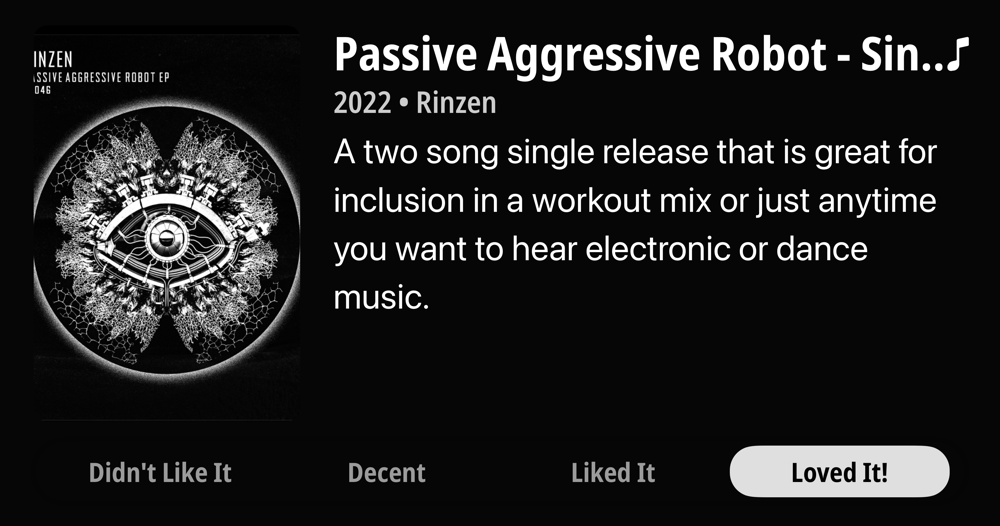 INZEN
SSIVE AGGRESSIVE ROBOT EP
046
Passive Aggressive Robot - Sin..
2022 • Rinzen
A two song single release that is great for
inclusion in a workout mix or just anytime
you want to hear electronic or dance
music.
Didn't Like It
Decent
Liked It
Loved It!